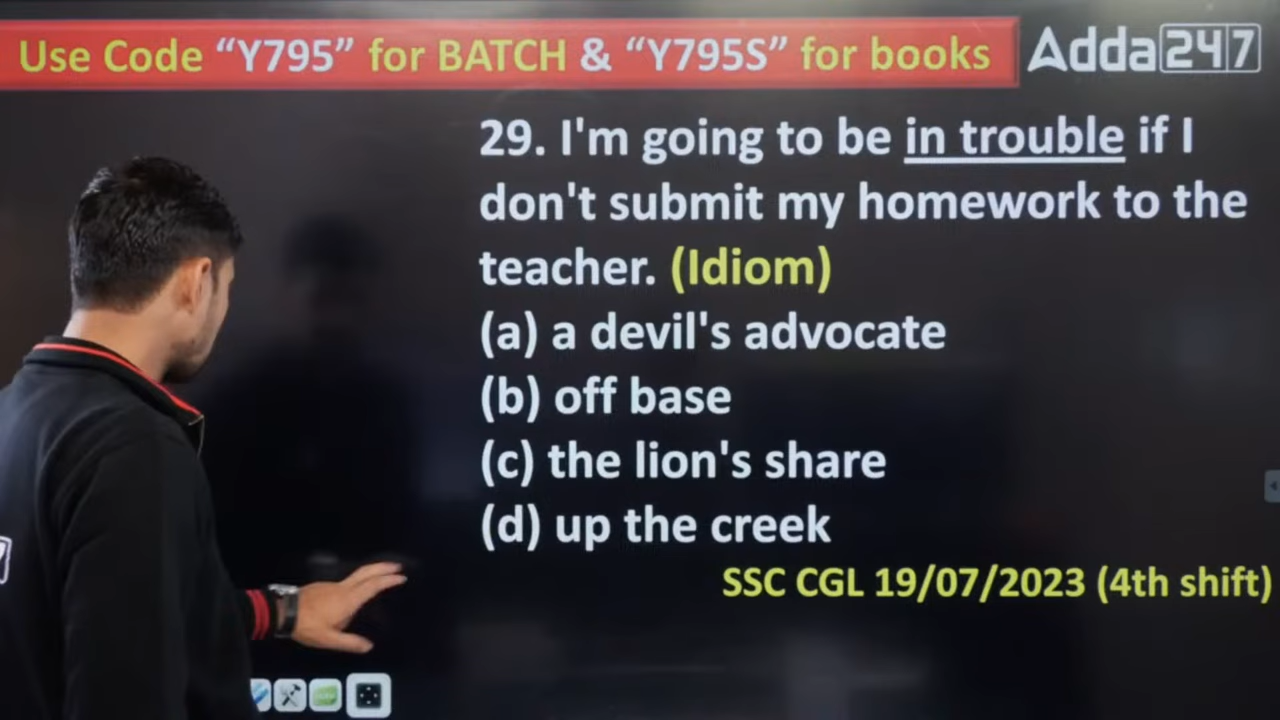 Use Code “Y795” for BATCH & “Y795S” for books
Adda247
29. I'm going to be in trouble if I
don't submit my homework to the
teacher. (Idiom)
(a) a devil's advocate
(b) off base
(c) the lion's share
(d) up the creek
SSC CGL 19/07/2023 (4th shift)